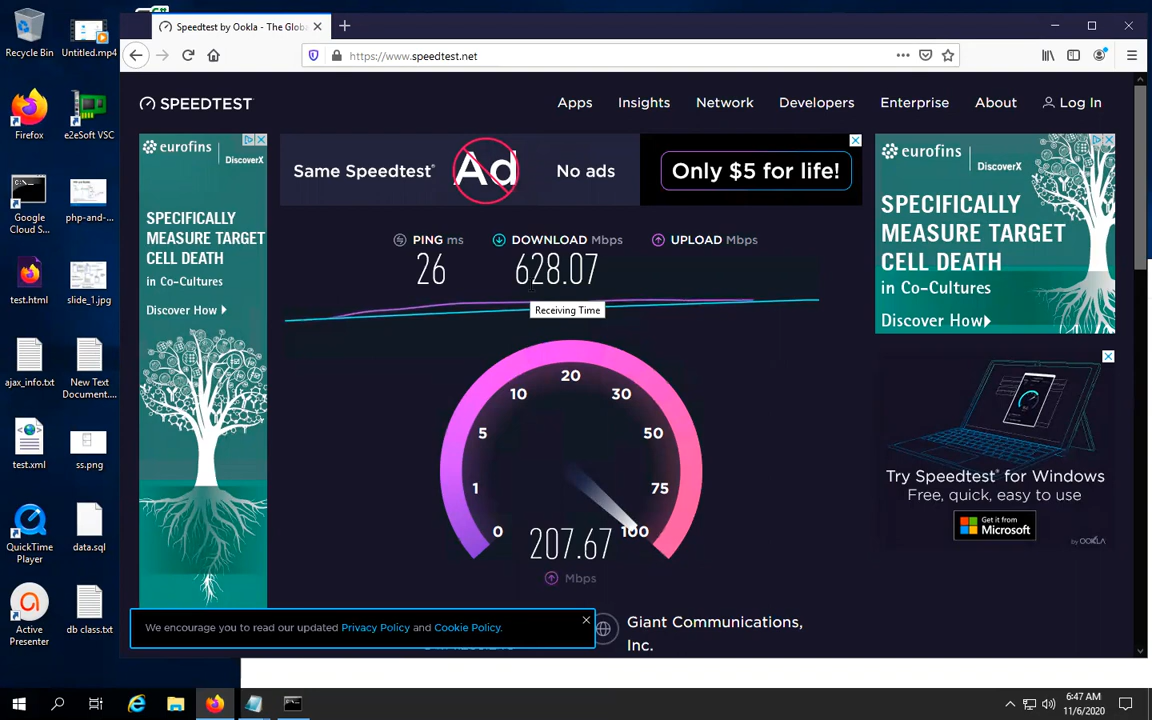 Recycle Bin
Untitled.mp4
Firefox
e2eSoft VSC
Google
Cloud S...
php-and-...
test.html
slide_1.jpg
ajax_info.txt
New Text
Document....
test.xml
ss.png
QuickTime
Player
data.sql
Active
Presenter
db class.txt
Speedtest by Ookla - The Globa
https://www.speedtest.net
SPEEDTEST
Apps
Insights
Network
Developers
Enterprise
About
Log In
eurofins
DiscoverX
SPECIFICALLY
MEASURE TARGET
CELL DEATH
in Co-Cultures
Discover How
Same Speedtest®
Ad
No ads
Only $5 for life!
PING ms
26
DOWNLOAD Mbps
628.07
UPLOAD Mbps
Receiving Time
0
1
5
10
20
30
50
75
100
207.67
Mbps
eurofins
DiscoverX
SPECIFICALLY
MEASURE TARGET
CELL DEATH
in Co-Cultures
Discover How
Try Speedtest® for Windows
Free, quick, easy to use
Get it from
Microsoft
by OOKLA
We encourage you to read our updated Privacy Policy and Cookie Policy.
Giant Communications,
Inc.
6:47 AM
11/6/2020